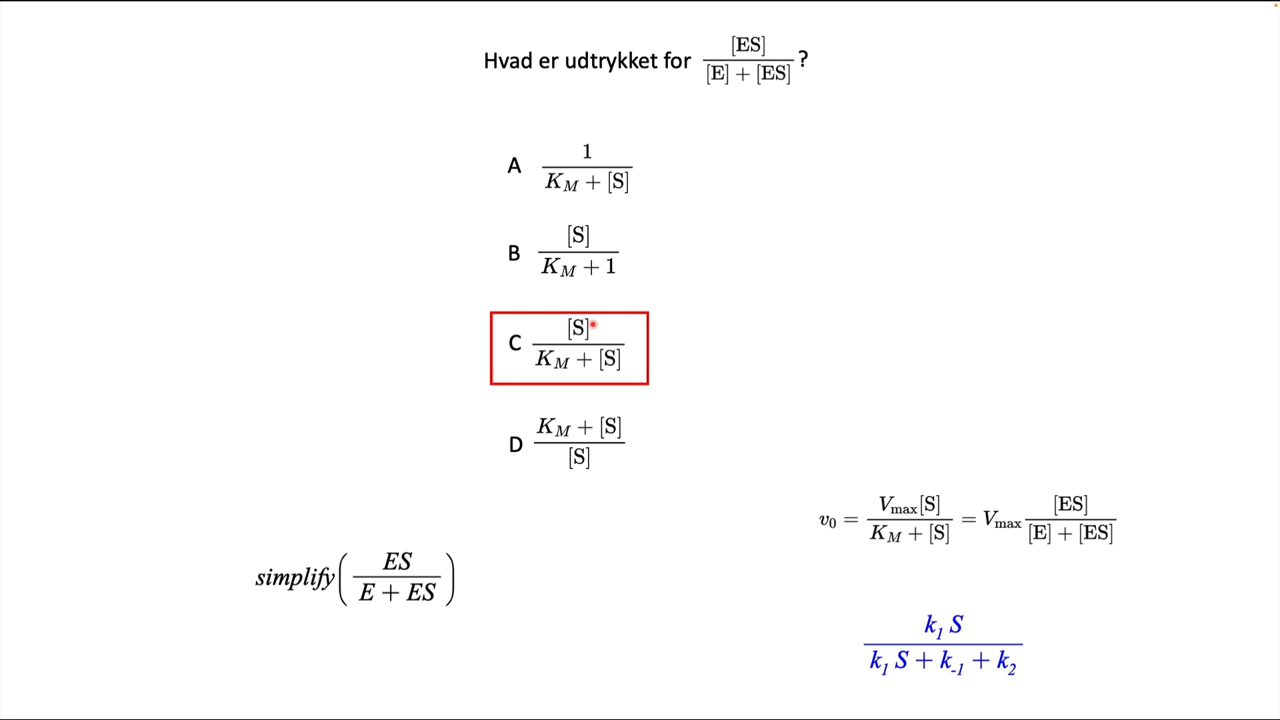 Hvad er udtrykket for [ES] / ([E] + [ES]) ?
A 1 / (K_M + [S])
B [S] / (K_M + 1)
C [S] / (K_M + [S])
D (K_M + [S]) / [S]
v_0 = V_max[S] / (K_M + [S]) = V_max [ES] / ([E] + [ES])
simplify(ES / (E + ES))
k_1 S / (k_1 S + k_-1 + k_2)